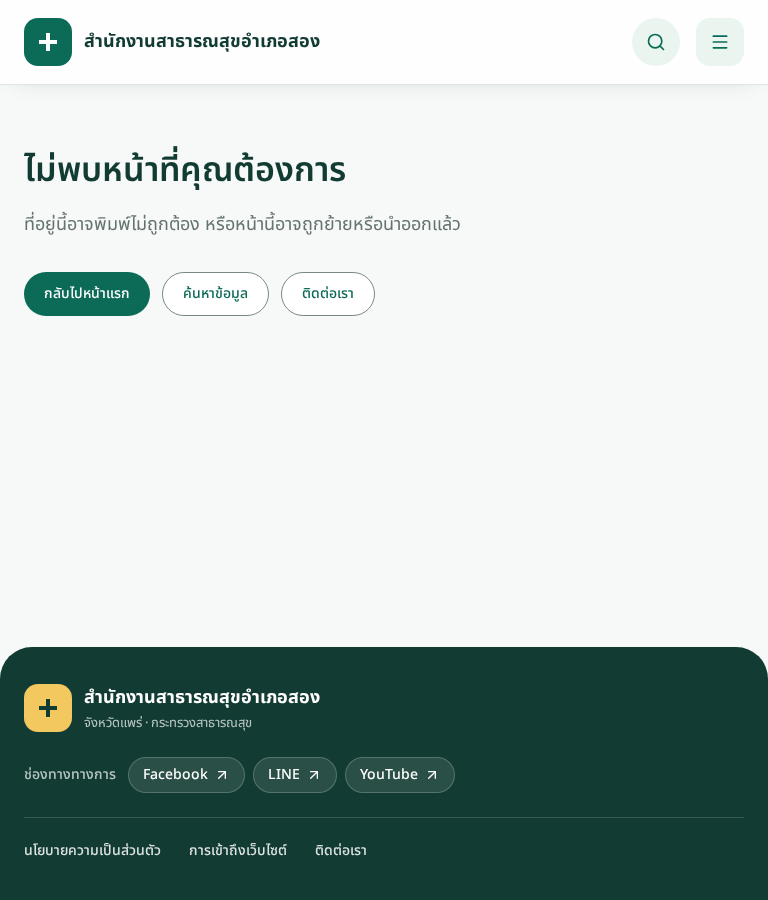 สำนักงานสาธารณสุขอำเภอสอง
ไม่พบหน้าที่คุณต้องการ
ที่อยู่นี้อาจพิมพ์ไม่ถูกต้อง หรือหน้านี้อาจถูกย้ายหรือนำออกแล้ว
กลับไปหน้าแรก ค้นหาข้อมูล ติดต่อเรา
สำนักงานสาธารณสุขอำเภอสอง
จังหวัดแพร่ · กระทรวงสาธารณสุข
ช่องทางทางการ Facebook LINE YouTube
นโยบายความเป็นส่วนตัว การเข้าถึงเว็บไซต์ ติดต่อเรา